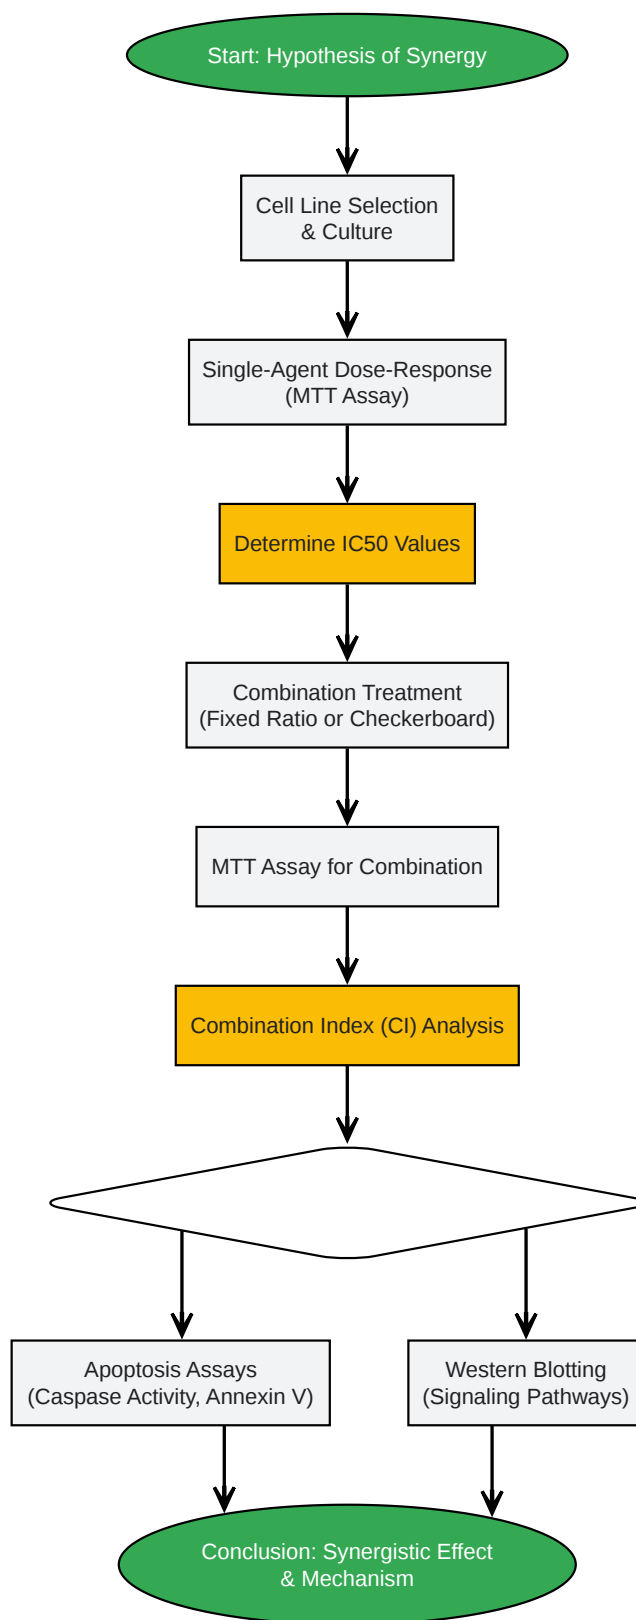 Start: Hypothesis of Synergy
Cell Line Selection
& Culture
Single-Agent Dose-Response
(MTT Assay)
Determine IC50 Values
Combination Treatment
(Fixed Ratio or Checkerboard)
MTT Assay for Combination
Combination Index (CI) Analysis
Apoptosis Assays
(Caspase Activity, Annexin V)
Western Blotting
(Signaling Pathways)
Conclusion: Synergistic Effect
& Mechanism